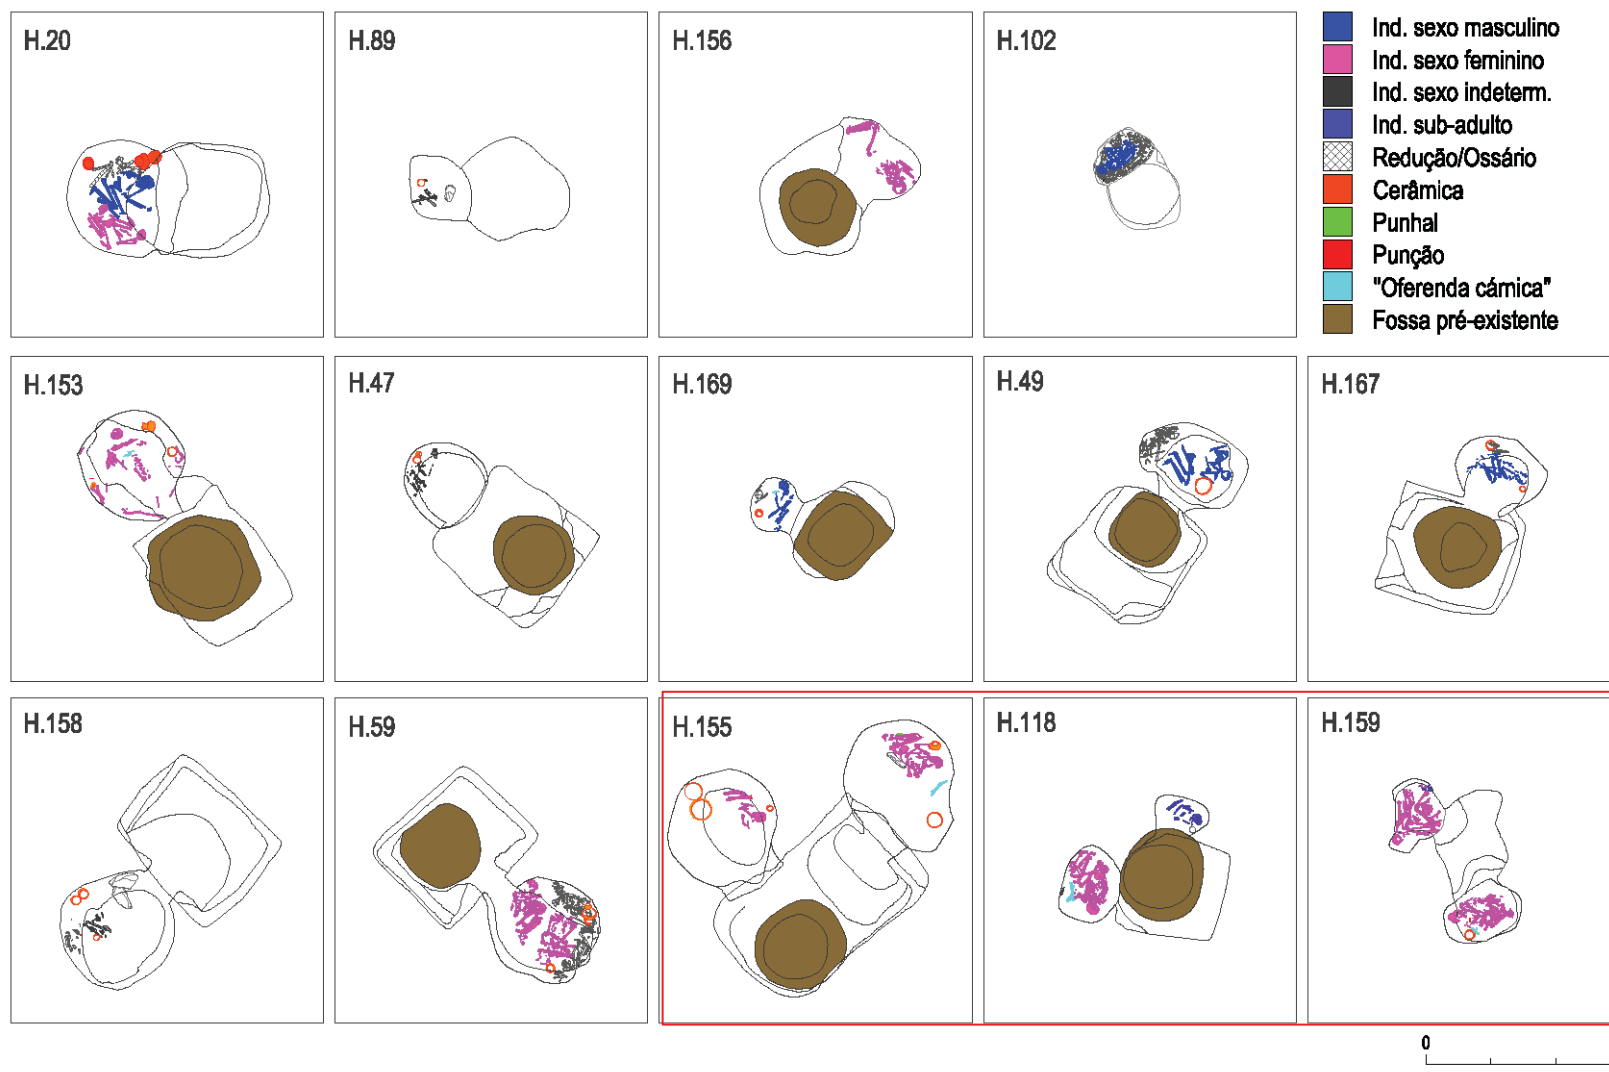 H.20
H.89
H.156
H.102
Ind. sexo masculino
Ind. sexo feminino
Ind. sexo indeterm.
Ind. sub-adulto
Redução/Ossário
Cerâmica
Punhal
Punção
"Oferenda cárnica"
Fossa pré-existente
H.153
H.47
H.169
H.49
H.167
H.158
H.59
H.155
H.118
H.159
0